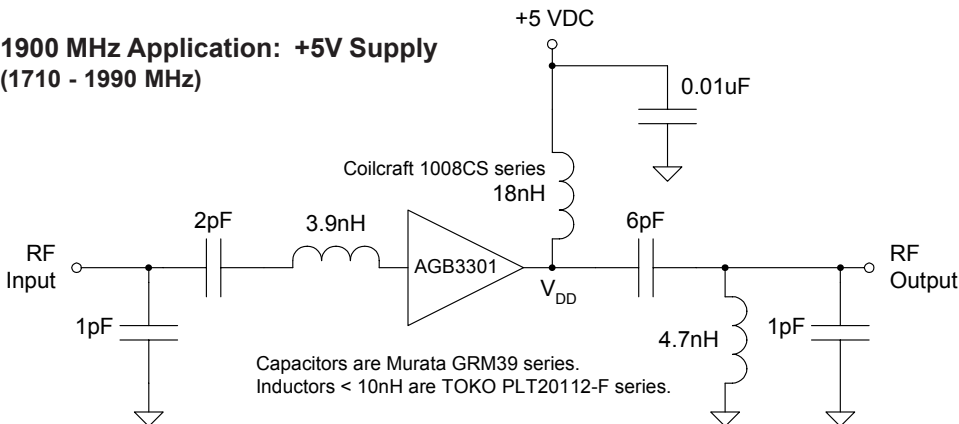 +5 VDC
1900 MHz Application: +5V Supply
(1710 - 1990 MHz)
0.01uF
Coilcraft 1008CS series
18nH
2pF
3.9nH
6pF
RF
Input
AGB3301
RF
Output
VDD
1pF
4.7nH
1pF
Capacitors are Murata GRM39 series.
Inductors < 10nH are TOKO PLT20112-F series.